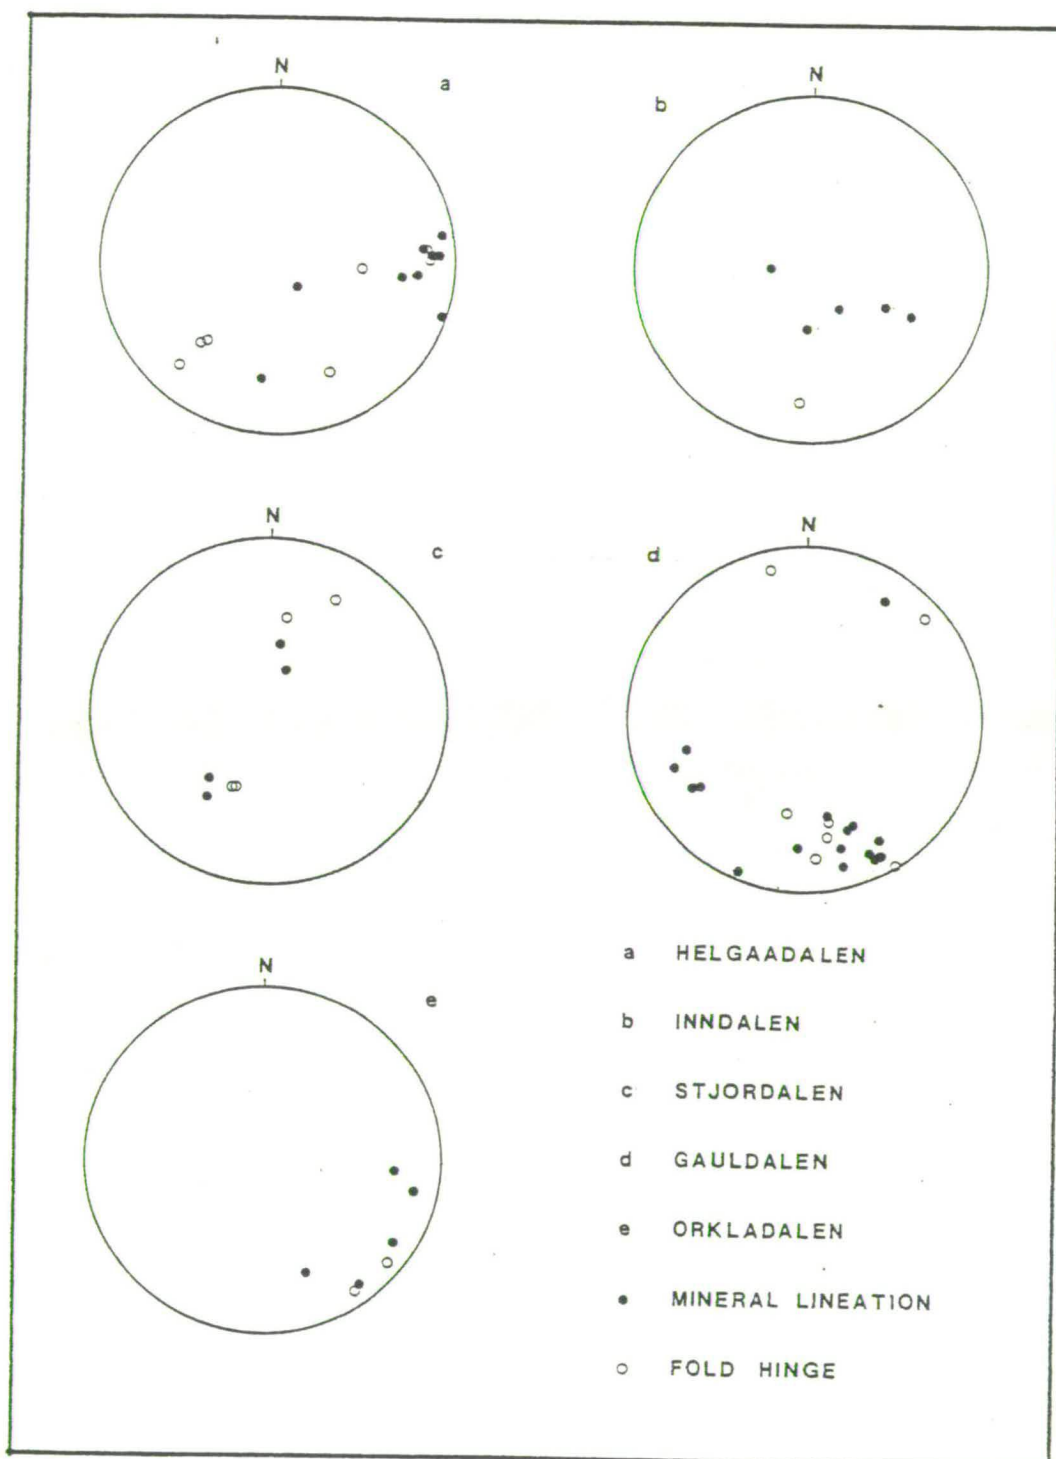 N
a
N
b
N
c
N
d
N
e
a HELGAADALEN
b INNDALEN
c STJORDALEN
d GAULDALEN
e ORKLADALEN
MINERAL LINEATION
FOLD HINGE